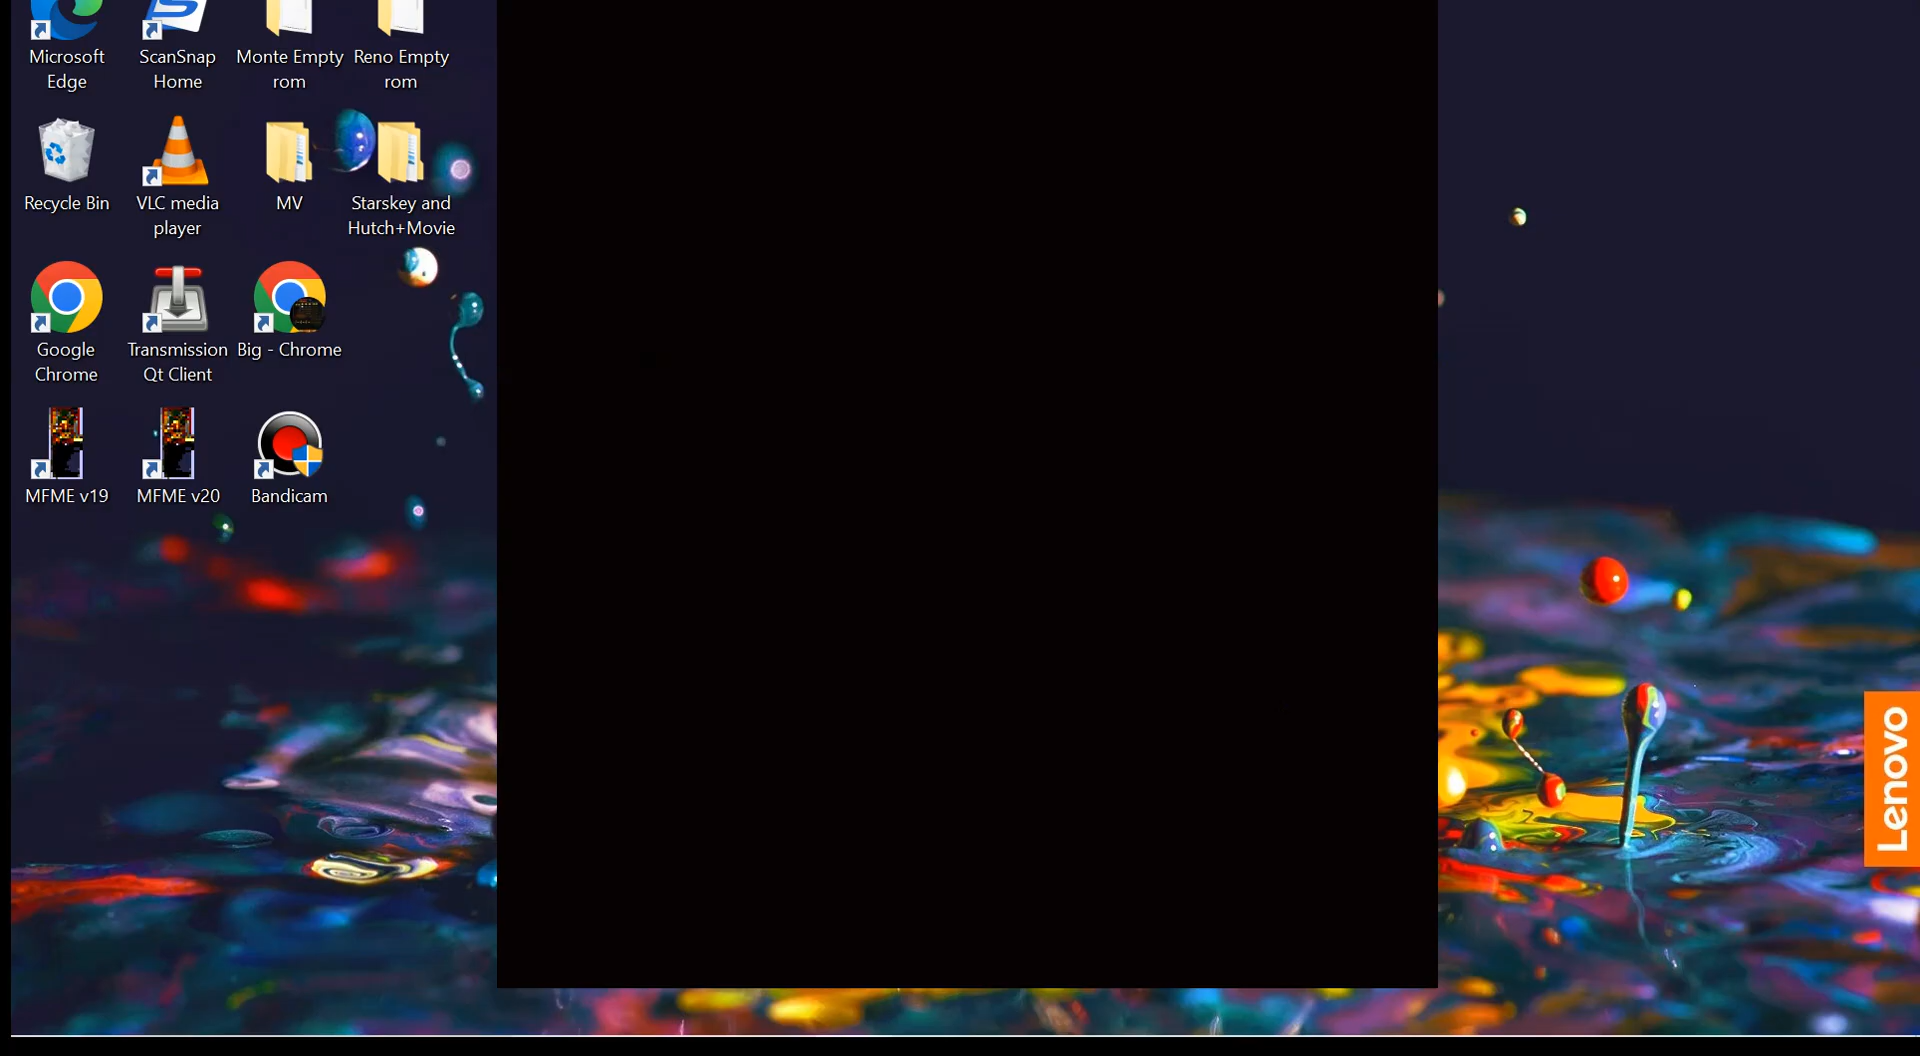 Microsoft
Edge
ScanSnap
Home
Monte Empty
rom
Reno Empty
rom
Recycle Bin
VLC media
player
MV
Starskey and
Hutch+Movie
Google
Chrome
Transmission
Qt Client
Big - Chrome
MFME v19
MFME v20
Bandicam
Lenovo